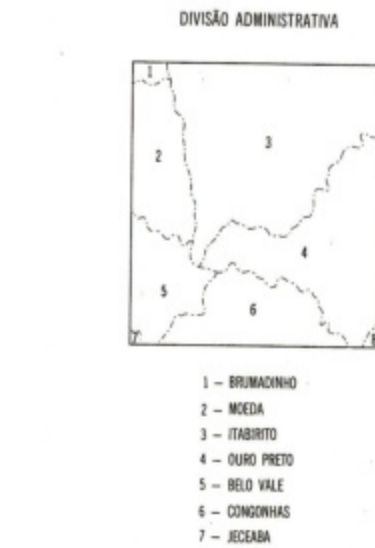 DIVISÃO ADMINISTRATIVA
1
2
3
4
5
6
7
1 – BRUMADINHO
2 – MOEDA
3 – ITABIRITO
4 – OURO PRETO
5 – BELO VALE
6 – CONGONHAS
7 – JECEABA